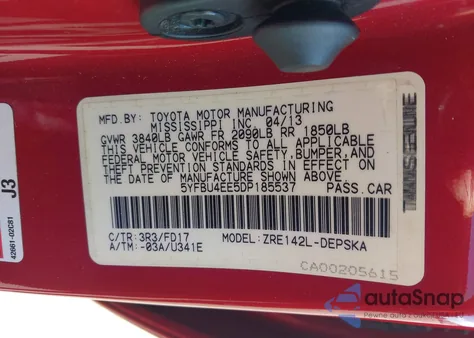 MFD.BY: TOYOTA MOTOR MANUFACTURING
MISSISSIPPI INC. 04/13
GVWR 3840LB GAWR FR 2090LB RR 1850LB
THIS VEHICLE CONFORMS TO ALL APPLICABLE
FEDERAL MOTOR VEHICLE SAFETY,BUMPER,AND
THEFT PREVENTION STANDARDS IN EFFECT ON
THE DATE OF MANUFACTURE SHOWN ABOVE.
5YFBU4EE5DP185537 PASS.CAR
C/TR:3R3/FD17 MODEL:ZRE142L-DEPSKA
A/TM:-03A/U341E
CA00205615
J3
42661-02C81
autoSnap